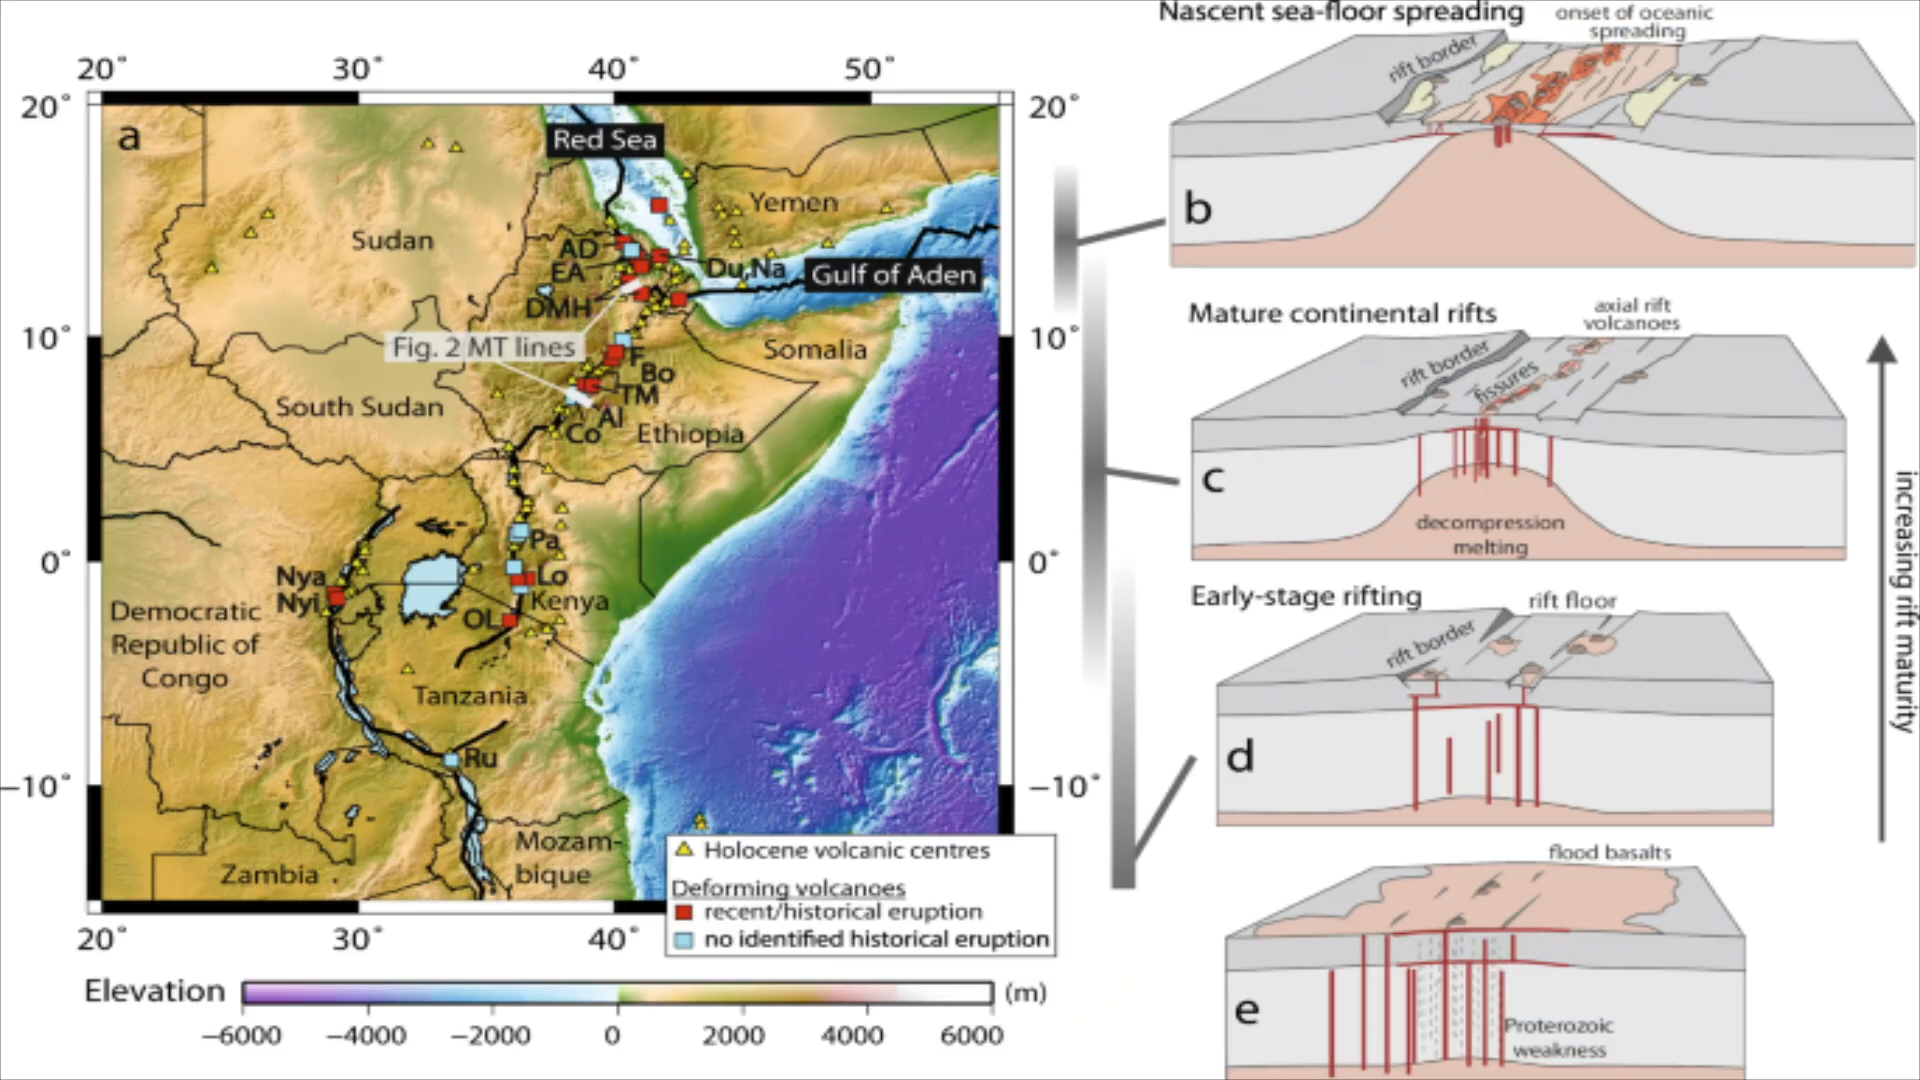 20° 30° 40° 50°
20° 20°
a
Red Sea
Yemen
Sudan
AD
EA
Du,Na
Gulf of Aden
DMH
10° 10°
Fig. 2 MT lines
Somalia
F
Bo
TM
Al
South Sudan
Co
Ethiopia
Pa
0° 0°
Nya
Lo
Nyi
Kenya
OL
Democratic
Republic of
Congo
Tanzania
Ru
−10° −10°
Mozam-
bique
Zambia
Holocene volcanic centres
Deforming volcanoes
recent/historical eruption
no identified historical eruption
20° 30° 40°
Elevation (m)
−6000 −4000 −2000 0 2000 4000 6000
Nascent sea-floor spreading
onset of oceanic
spreading
rift border
b
Mature continental rifts
axial rift
volcanoes
rift border
fissures
c
decompression
melting
Early-stage rifting
rift floor
rift border
d
flood basalts
e
Proterozoic
weakness
increasing rift maturity